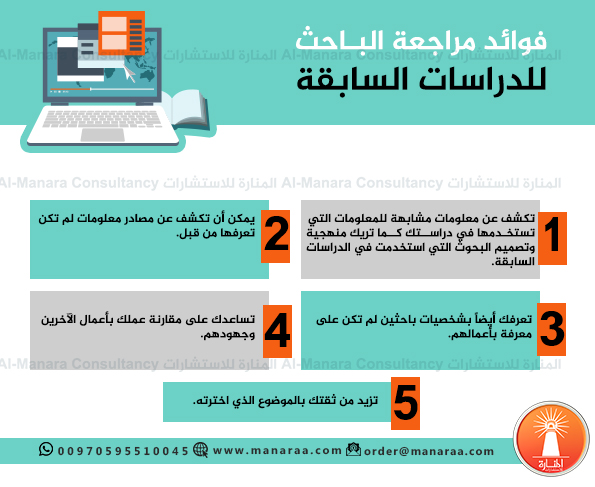 فوائد مراجعة الباحث
للدراسات السابقة
Al-Manara Consultancy المنارة للاستشارات Al-Manara Consultancy المنارة للاستشارات
1
تكشف عن معلومات مشابهة للمعلومات التي
تستخدمها في دراستك كما تريك منهجية
وتصميم البحوث التي استخدمت في الدراسات
السابقة.
2
يمكن أن تكشف عن مصادر معلومات لم تكن
تعرفها من قبل.
3
تعرفك أيضاً بشخصيات باحثين لم تكن على
معرفة بأعمالهم.
4
تساعدك على مقارنة عملك بأعمال الآخرين
وجهودهم.
Al-Manara Consultancy المنارة للاستشارات Al-Manara Consultancy المنارة للاستشارات
5
تزيد من ثقتك بالموضوع الذي اخترته.
00970595510045 www.manaraa.com order@manaraa.com
المنارة